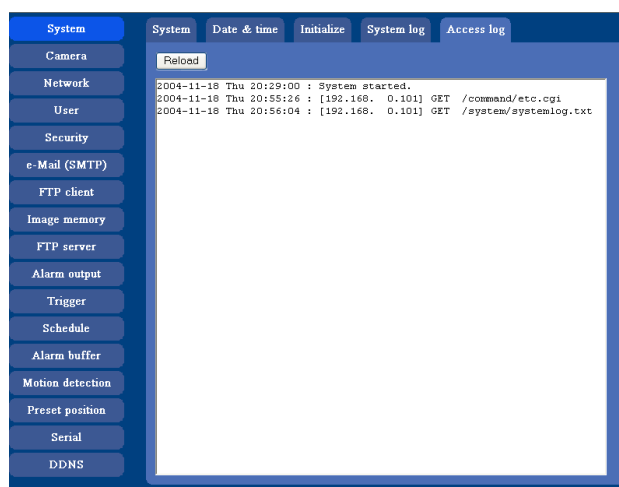 System
Camera
Network
User
Security
e-Mail (SMTP)
FTP client
Image memory
FTP server
Alarm output
Trigger
Schedule
Alarm buffer
Motion detection
Preset position
Serial
DDNS
System Date & time Initialize System log Access log
Reload
2004-11-18 Thu 20:29:00 : System started.
2004-11-18 Thu 20:55:26 : [192.168.  0.101] GET  /command/etc.cgi
2004-11-18 Thu 20:56:04 : [192.168.  0.101] GET  /system/systemlog.txt